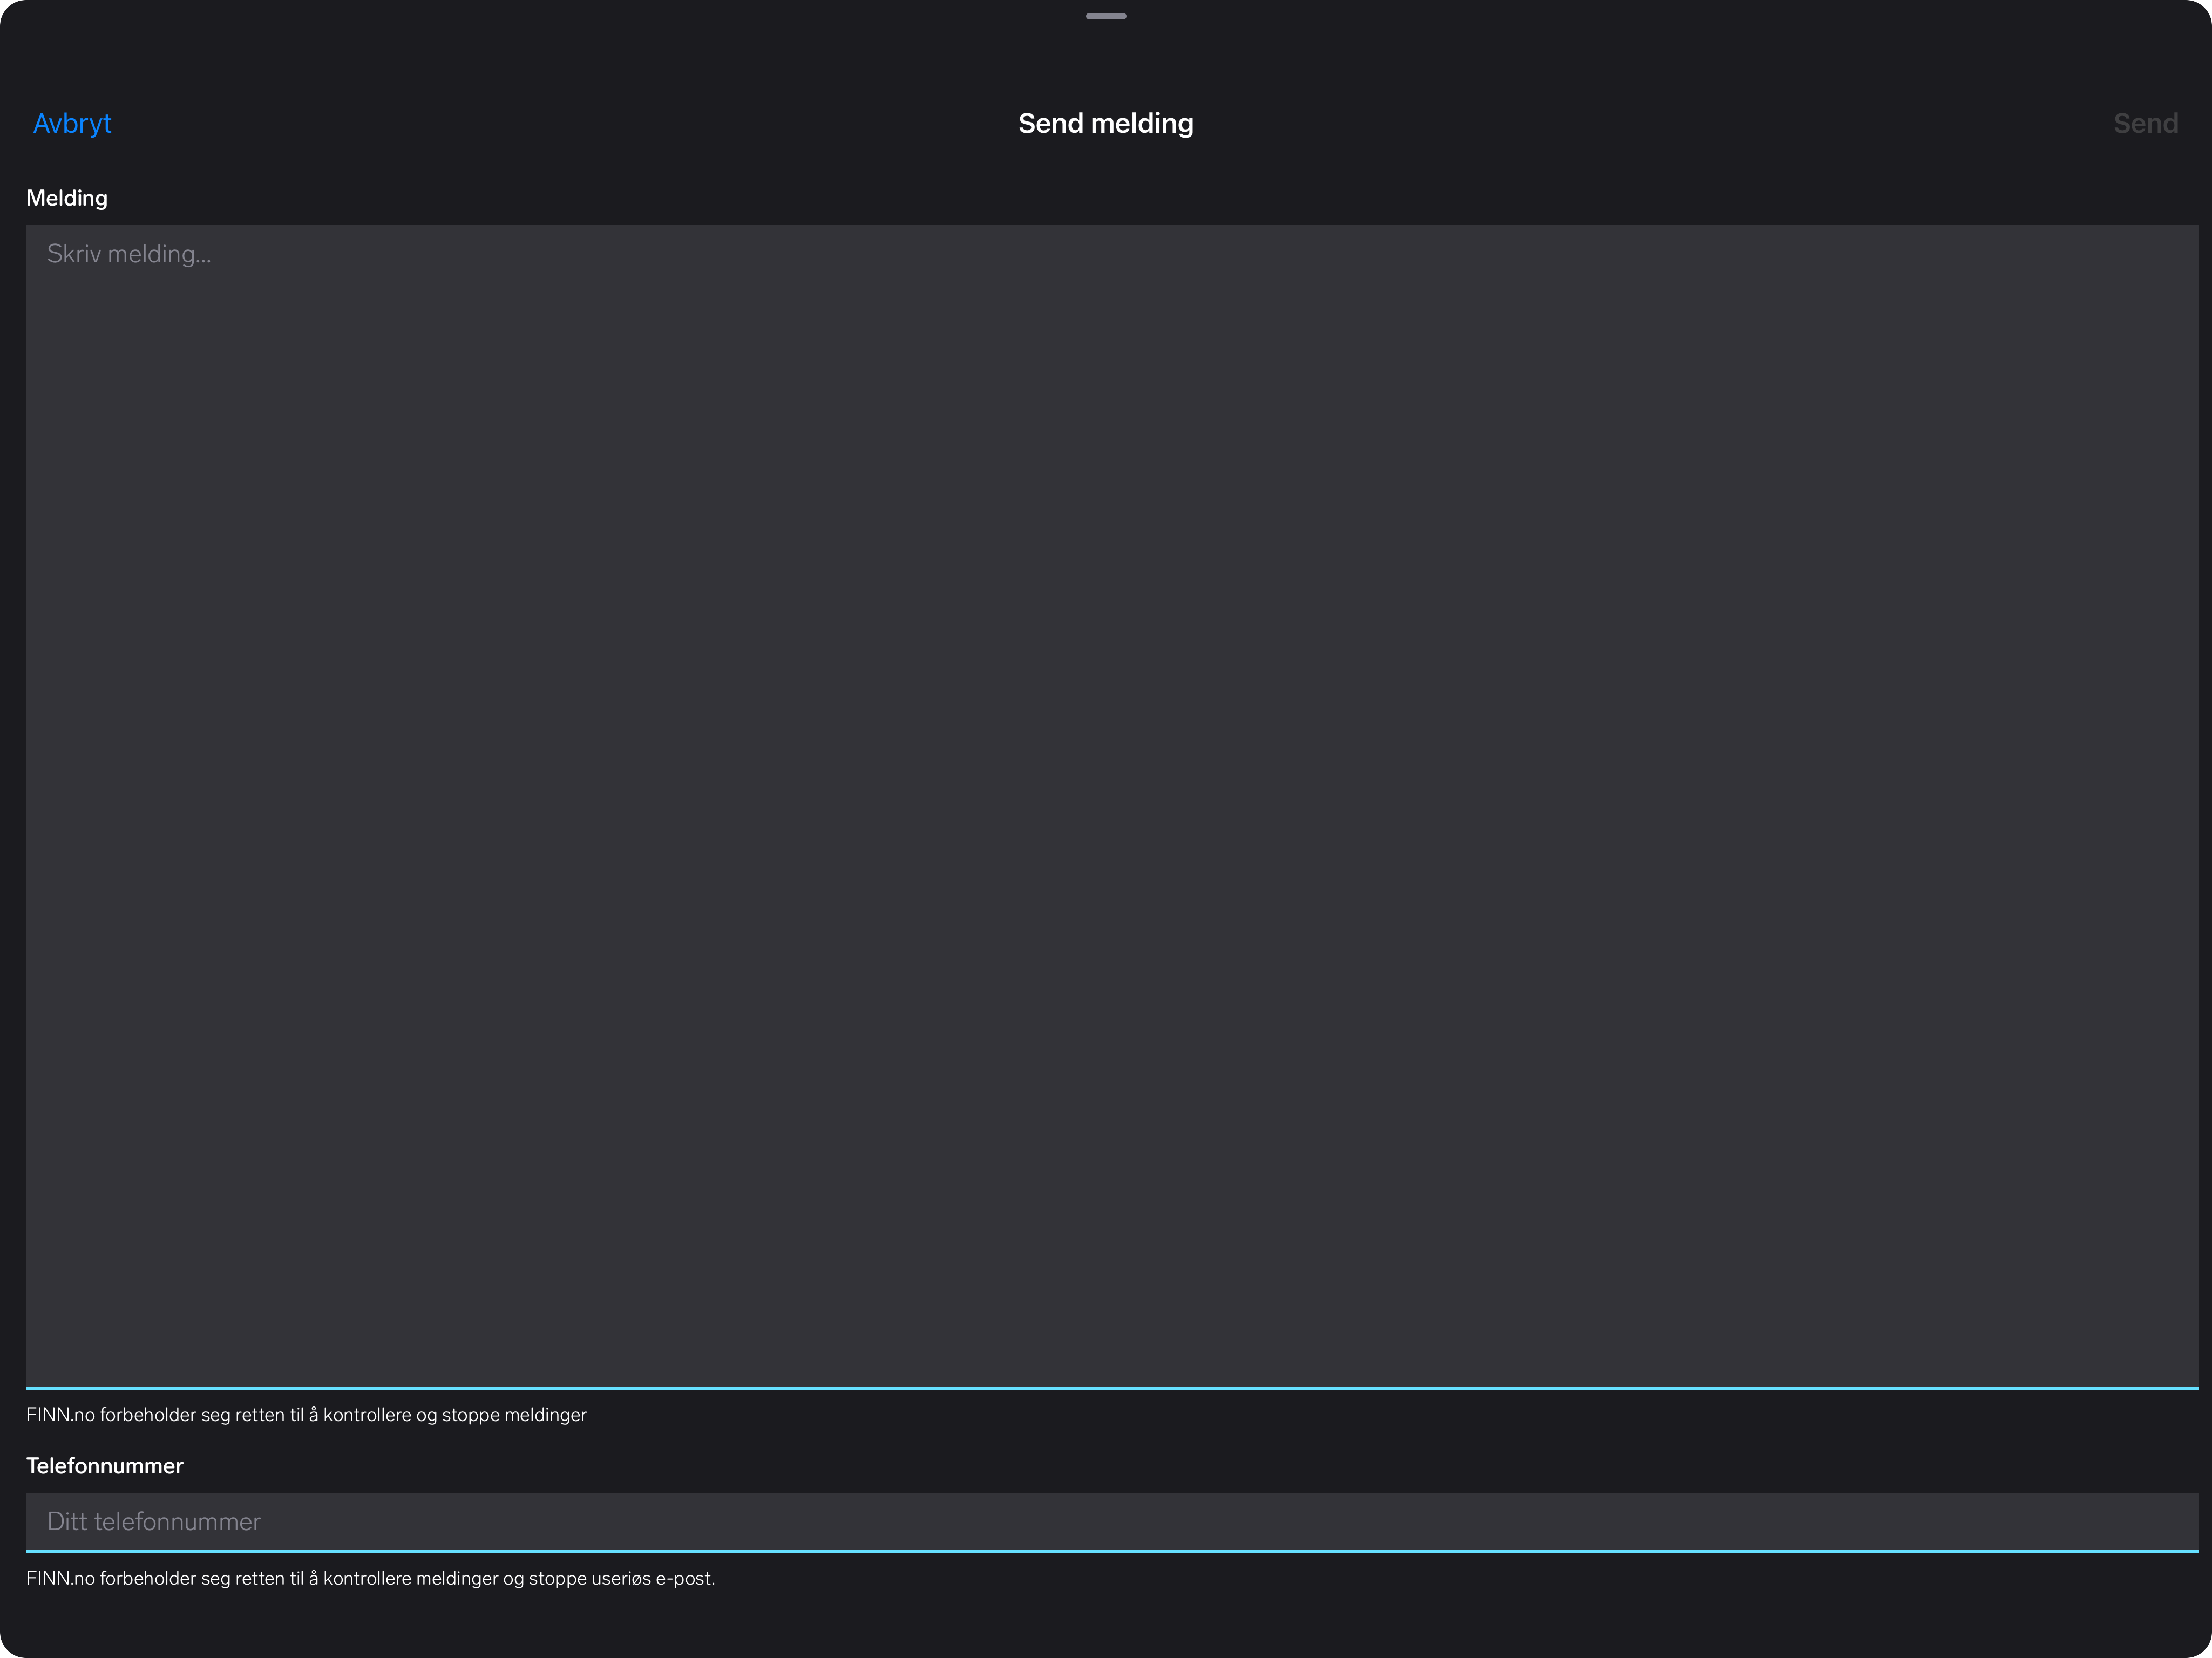 Avbryt
Send melding
Send
Melding
Skriv melding...
FINN.no forbeholder seg retten til å kontrollere og stoppe meldinger
Telefonnummer
Ditt telefonnummer
FINN.no forbeholder seg retten til å kontrollere meldinger og stoppe useriøs e-post.